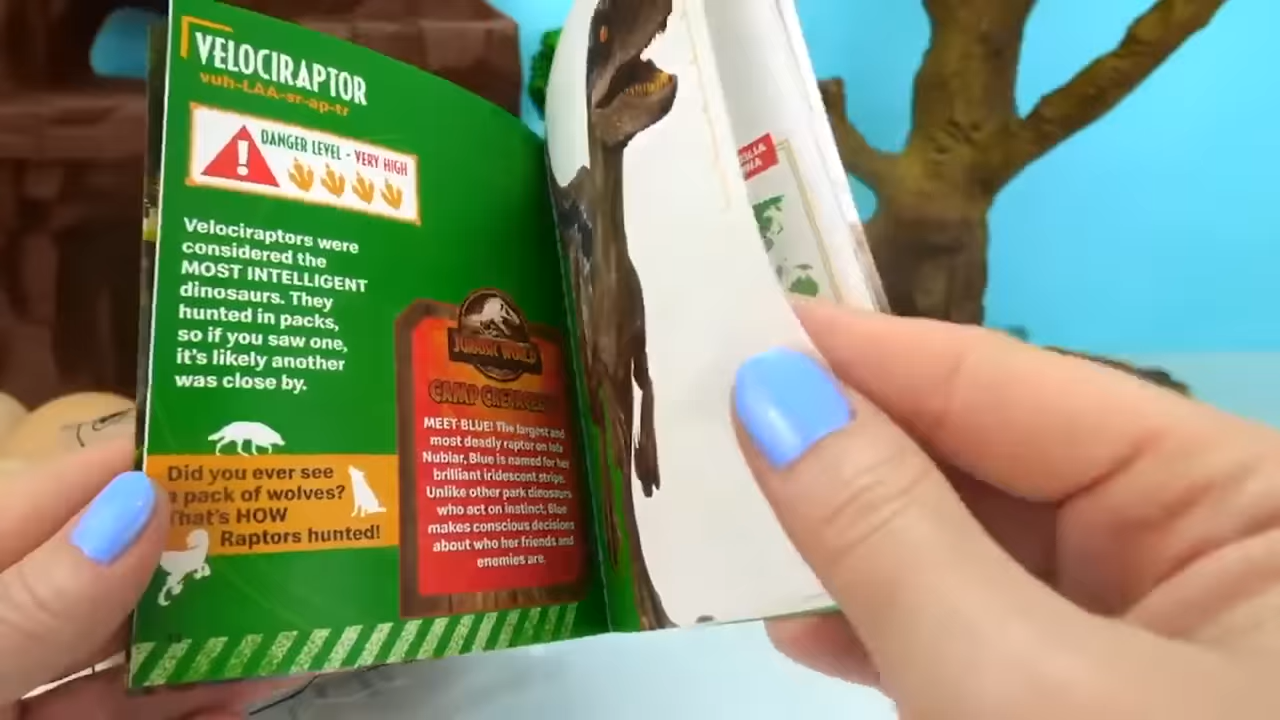 VELOCIRAPTOR
vuh-LAA-sr-ap-tr
DANGER LEVEL - VERY HIGH
Velociraptors were
considered the
MOST INTELLIGENT
dinosaurs. They
hunted in packs,
so if you saw one,
it's likely another
was close by.
Did you ever see
a pack of wolves?
That's HOW
Raptors hunted!
JURASSIC WORLD
CAMP CRETACEOUS
MEET BLUE! The largest and
most deadly raptor on Isla
Nublar, Blue is named for her
brilliant iridescent stripe.
Unlike other park dinosaurs
who act on instinct, Blue
makes conscious decisions
about who her friends and
enemies are.